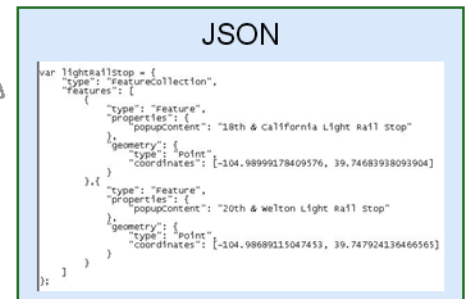 JSON
var lightRailStop = {
"type": "FeatureCollection",
"features": [
{
"type": "Feature",
"properties": {
"popupContent": "18th & California Light Rail Stop"
},
"geometry": {
"type": "Point",
"coordinates": [-104.98999178409576, 39.74683938093904]
}
},{
"type": "Feature",
"properties": {
"popupContent": "20th & Welton Light Rail Stop"
},
"geometry": {
"type": "Point",
"coordinates": [-104.98689115047453, 39.747924136466565]
}
}
]
};